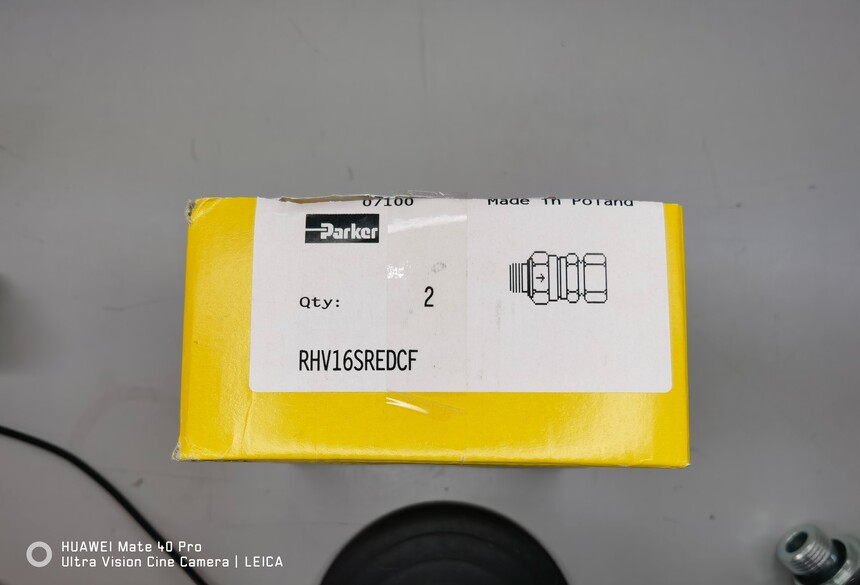 07100 Made in Poland
Parker
Qty: 2
RHV16SREDCF
HUAWEI Mate 40 Pro
Ultra Vision Cine Camera | LEICA